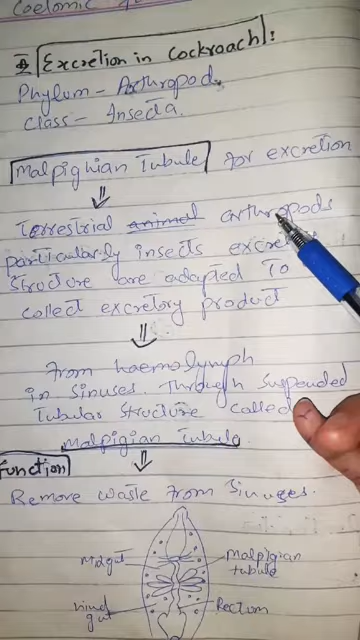 Coelomic
Excretion in Cockroach:
Phylum - Arthropod.
Class - Insecta
Malpighian Tubule for excretion
Terrestrial animal arthropods
particularly insects
structure are adapted To
collect excretory product
From haemolymph
in sinuses. Through suspended
Tubular structure called
malpigian tubule.
Function
Remove waste from Sinuses.
Midgut
malpigian
tubule
Hind
gut
Rectum